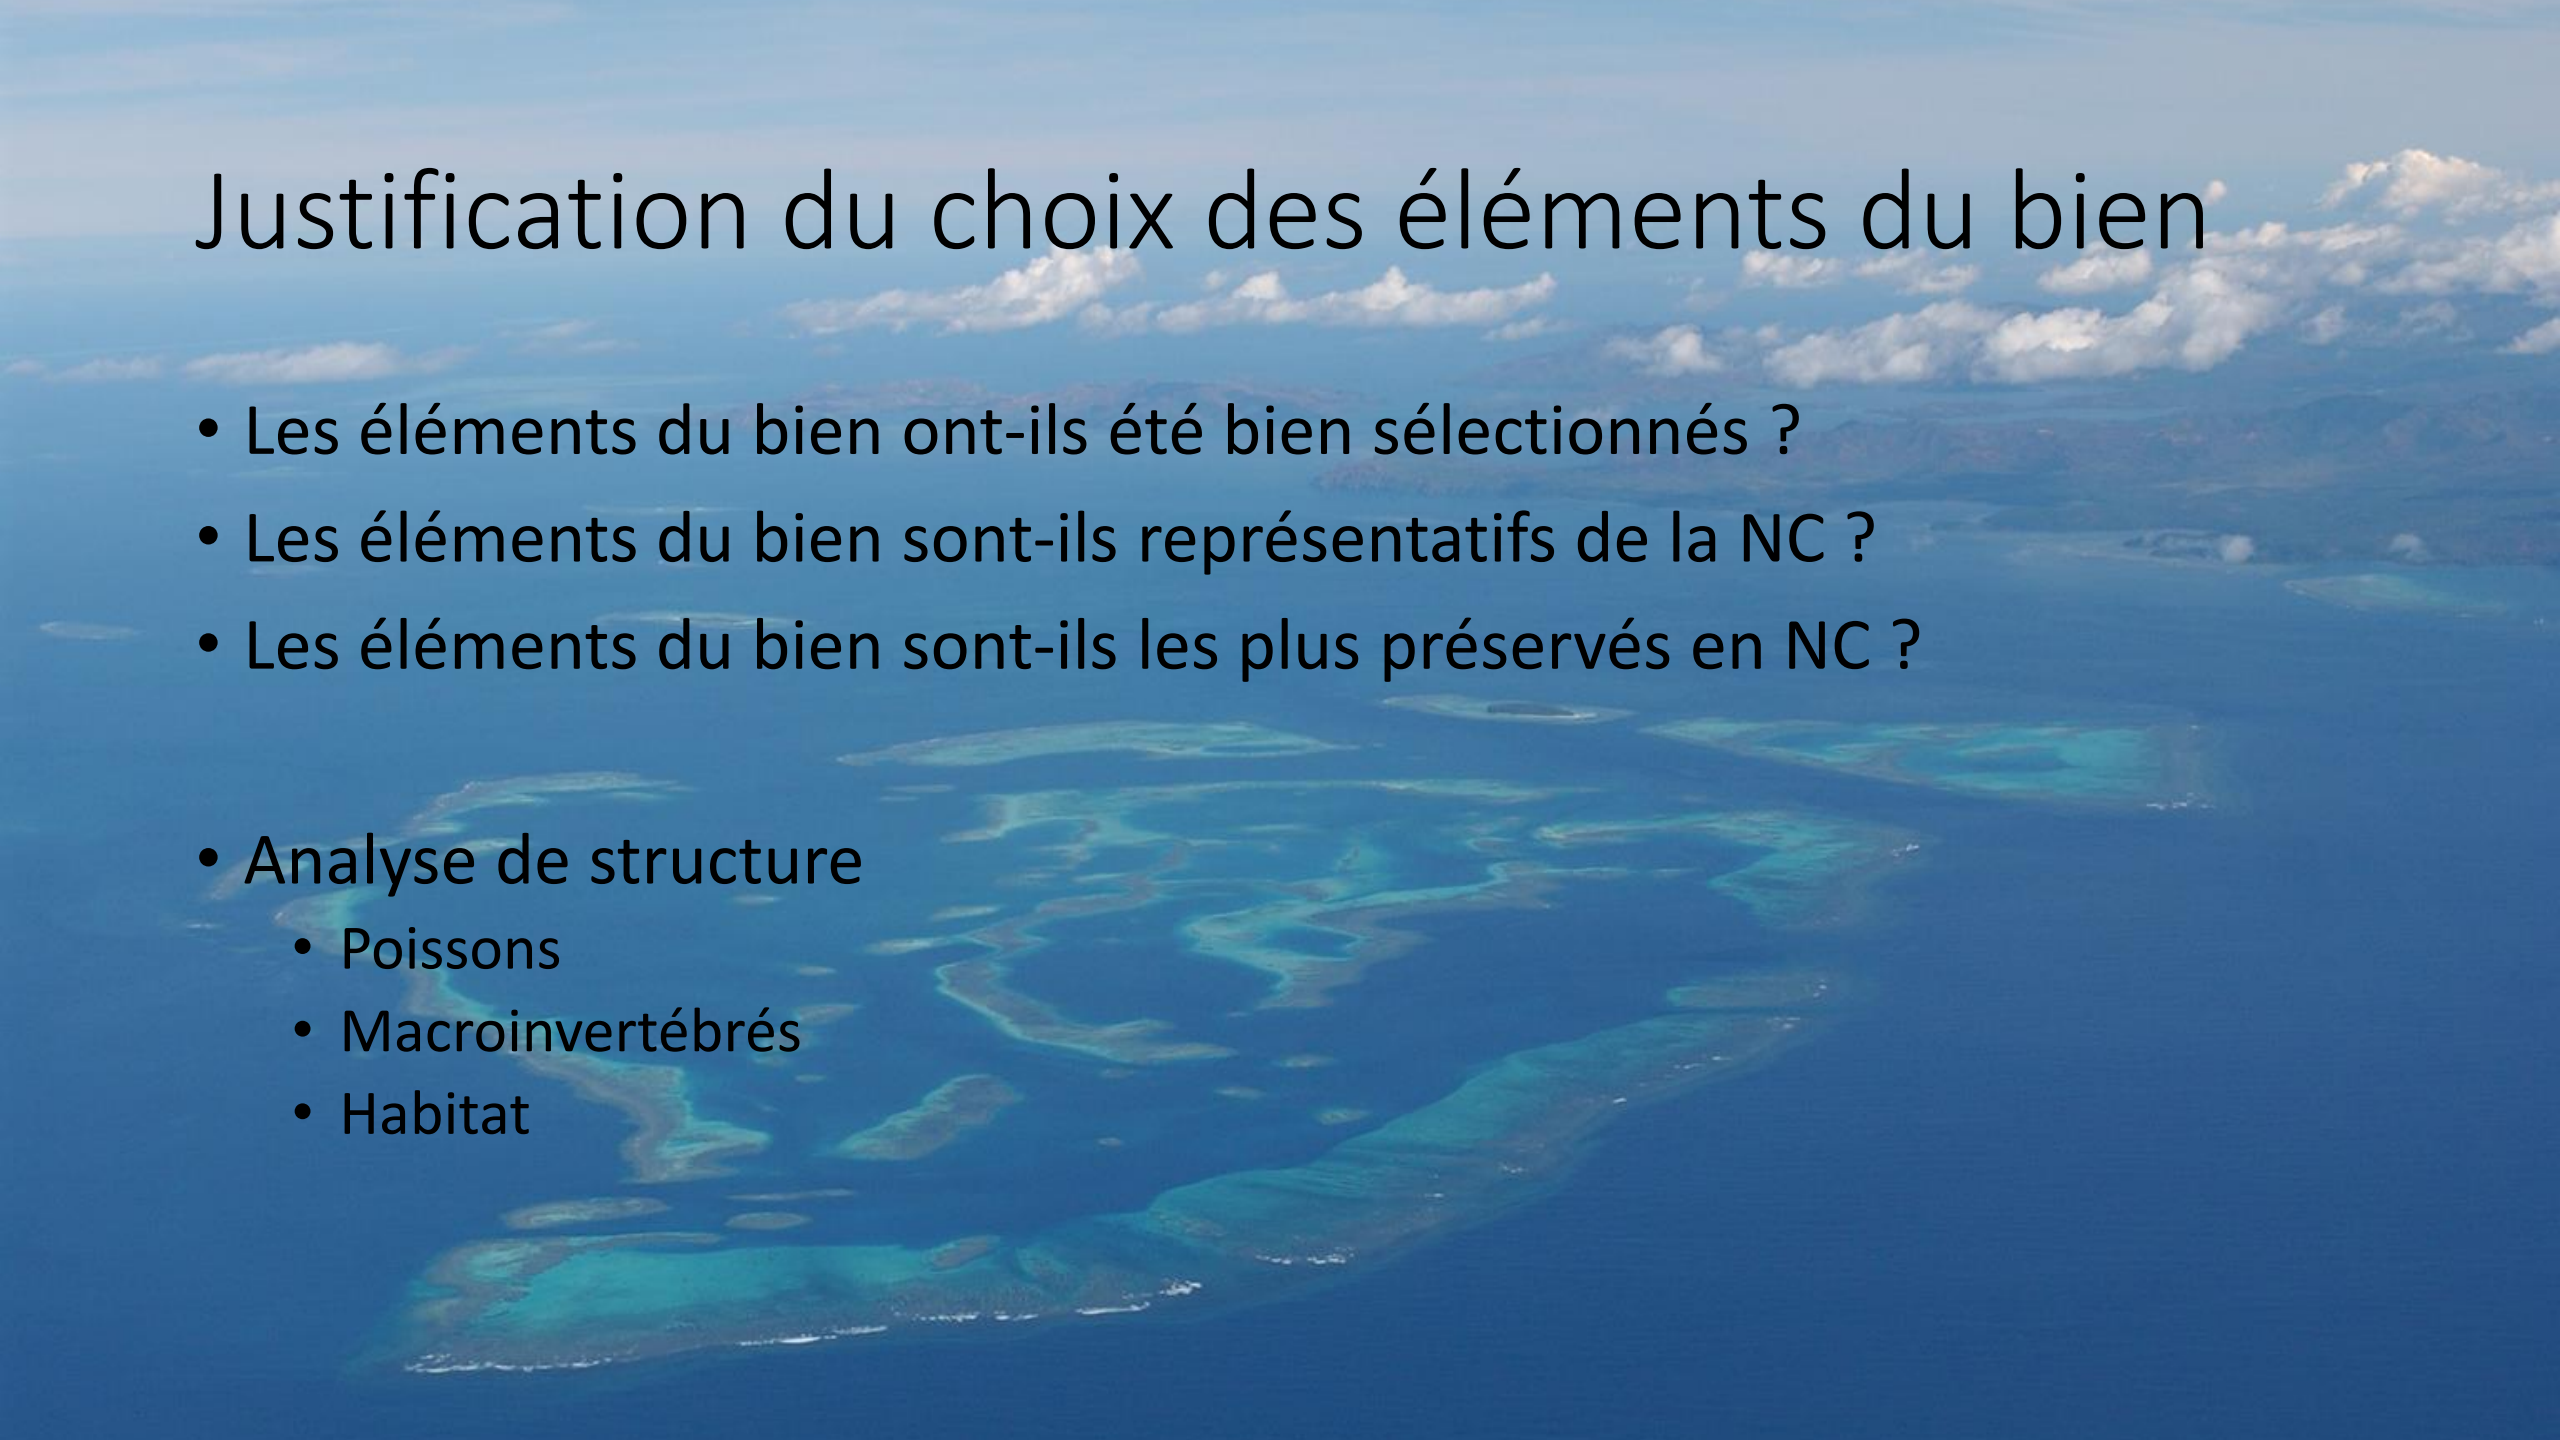 Justification du choix des éléments du bien
• Les éléments du bien ont-ils été bien sélectionnés ?
• Les éléments du bien sont-ils représentatifs de la NC ?
• Les éléments du bien sont-ils les plus préservés en NC ?
• Analyse de structure
• Poissons
• Macroinvertébrés
• Habitat